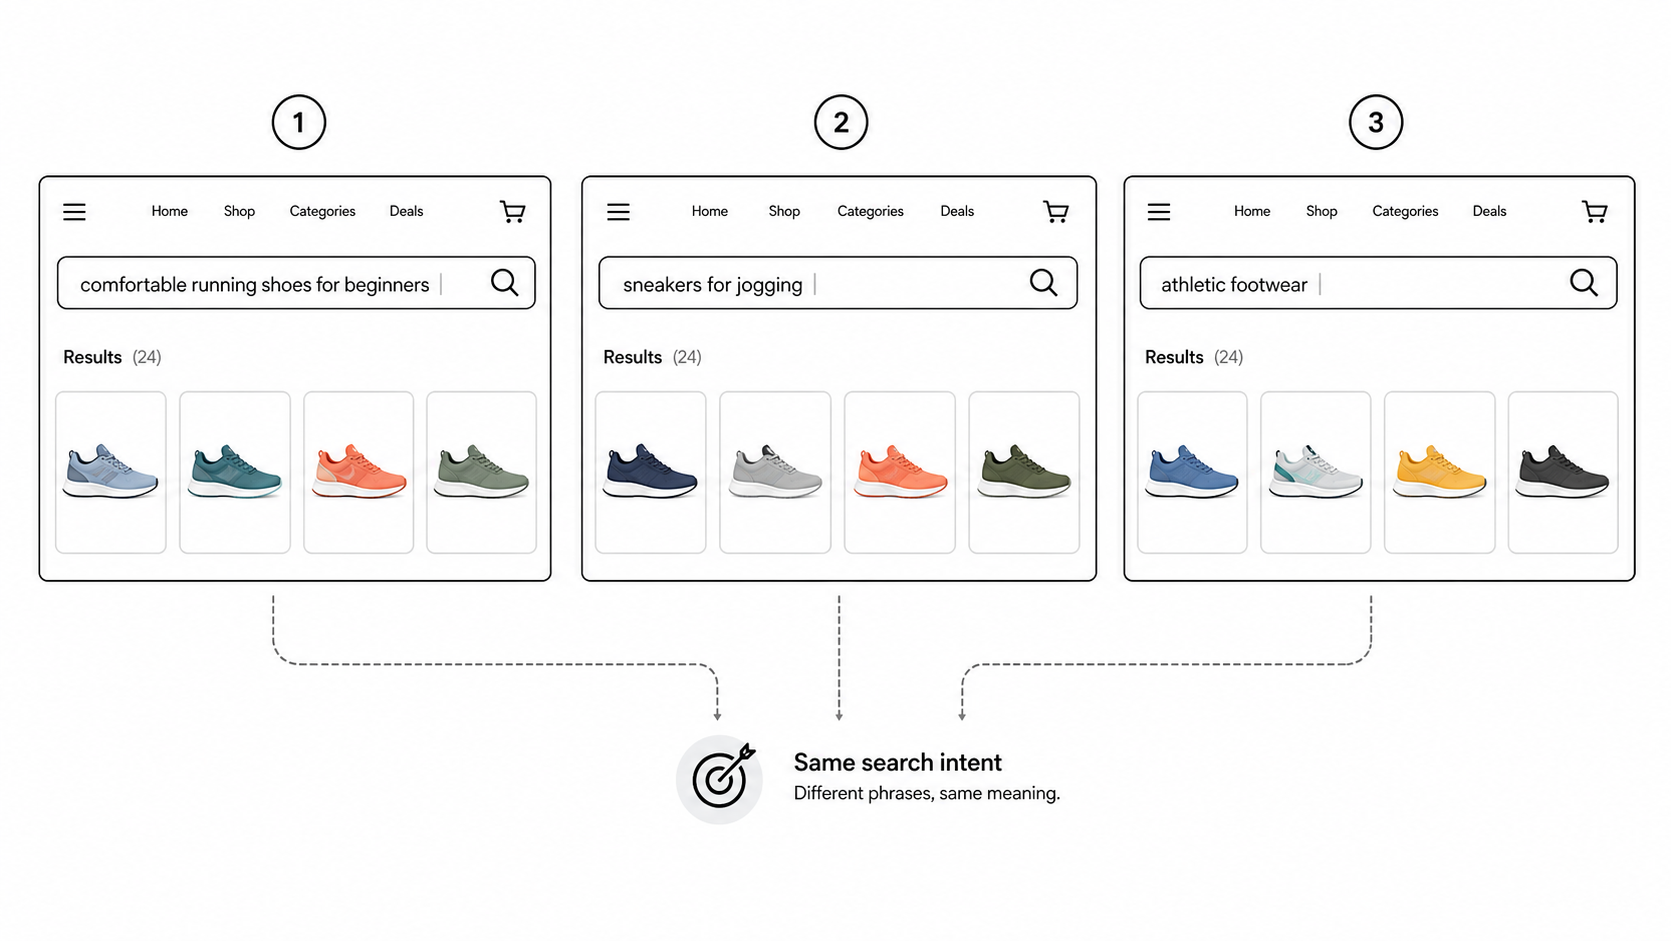 1
Home Shop Categories Deals
comfortable running shoes for beginners
Results (24)
2
Home Shop Categories Deals
sneakers for jogging
Results (24)
3
Home Shop Categories Deals
athletic footwear
Results (24)
Same search intent
Different phrases, same meaning.